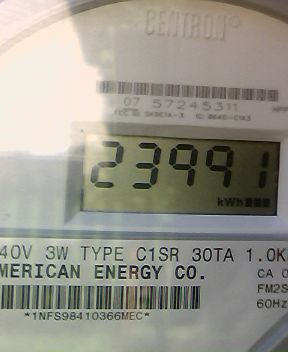 CENTRON®
07 57245311
23991
kWh
40V 3W TYPE C1SR 30TA 1.0K
MERICAN ENERGY CO.
CA 0
FM2S
60Hz
*1NFS98410366MEC*